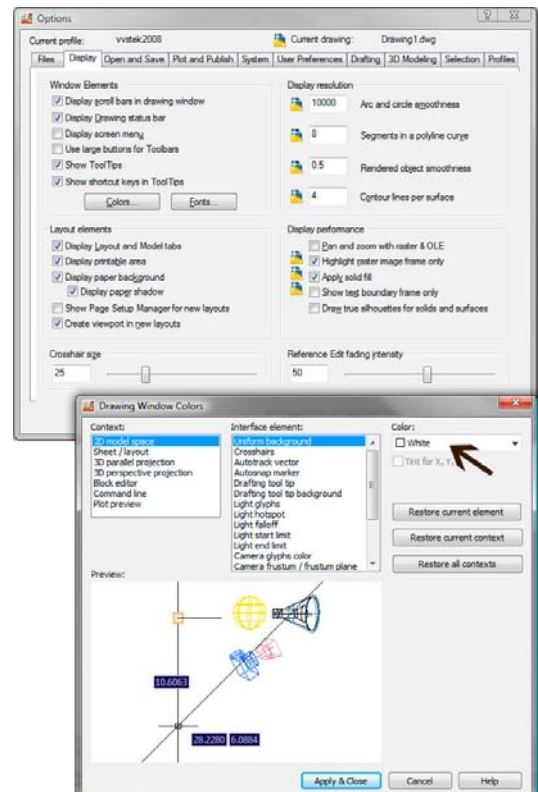 Options
Current profile: vvstek2008 Current drawing: Drawing1.dwg
Files Display Open and Save Plot and Publish System User Preferences Drafting 3D Modeling Selection Profiles
Window Elements
Display scroll bars in drawing window
Display Drawing status bar
Display screen menu
Use large buttons for Toolbars
Show ToolTips
Show shortcut keys in ToolTips
Colors... Fonts...
Display resolution
10000 Arc and circle smoothness
8 Segments in a polyline curve
0.5 Rendered object smoothness
4 Contour lines per surface
Layout elements
Display Layout and Model tabs
Display printable area
Display paper background
Display paper shadow
Show Page Setup Manager for new layouts
Create viewport in new layouts
Display performance
Pan and zoom with raster & OLE
Highlight raster image frame only
Apply solid fill
Show text boundary frame only
Draw true silhouettes for solids and surfaces
Crosshair size
25
Reference Edit fading intensity
50
Drawing Window Colors
Context:
2D model space
Sheet / layout
3D parallel projection
3D perspective projection
Block editor
Command line
Plot preview
Interface element:
Uniform background
Crosshairs
Autotrack vector
Autosnap marker
Drafting tool tip
Drafting tool tip background
Light glyphs
Light hotspot
Light falloff
Light start limit
Light end limit
Camera glyphs color
Camera frustum / frustum plane
Color:
White
Tint for X, Y,
Restore current element
Restore current context
Restore all contexts
Preview:
10.6063
28.2280 6.0884
Apply & Close Cancel Help